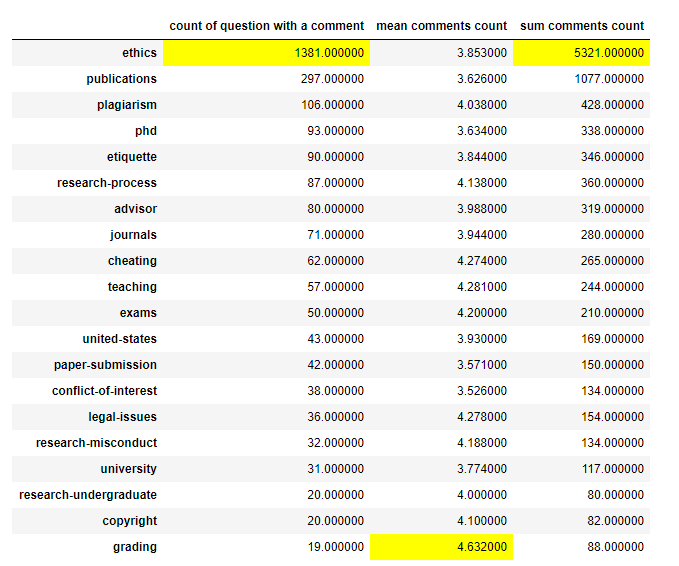 count of question with a comment mean comments count sum comments count
ethics 1381.000000 3.853000 5321.000000
publications 297.000000 3.626000 1077.000000
plagiarism 106.000000 4.038000 428.000000
phd 93.000000 3.634000 338.000000
etiquette 90.000000 3.844000 346.000000
research-process 87.000000 4.138000 360.000000
advisor 80.000000 3.988000 319.000000
journals 71.000000 3.944000 280.000000
cheating 62.000000 4.274000 265.000000
teaching 57.000000 4.281000 244.000000
exams 50.000000 4.200000 210.000000
united-states 43.000000 3.930000 169.000000
paper-submission 42.000000 3.571000 150.000000
conflict-of-interest 38.000000 3.526000 134.000000
legal-issues 36.000000 4.278000 154.000000
research-misconduct 32.000000 4.188000 134.000000
university 31.000000 3.774000 117.000000
research-undergraduate 20.000000 4.000000 80.000000
copyright 20.000000 4.100000 82.000000
grading 19.000000 4.632000 88.000000